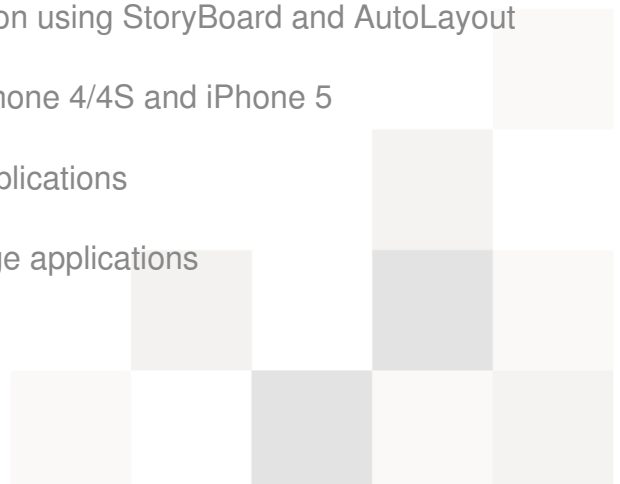 on using StoryBoard and AutoLayout
hone 4/4S and iPhone 5
plications
ge applications